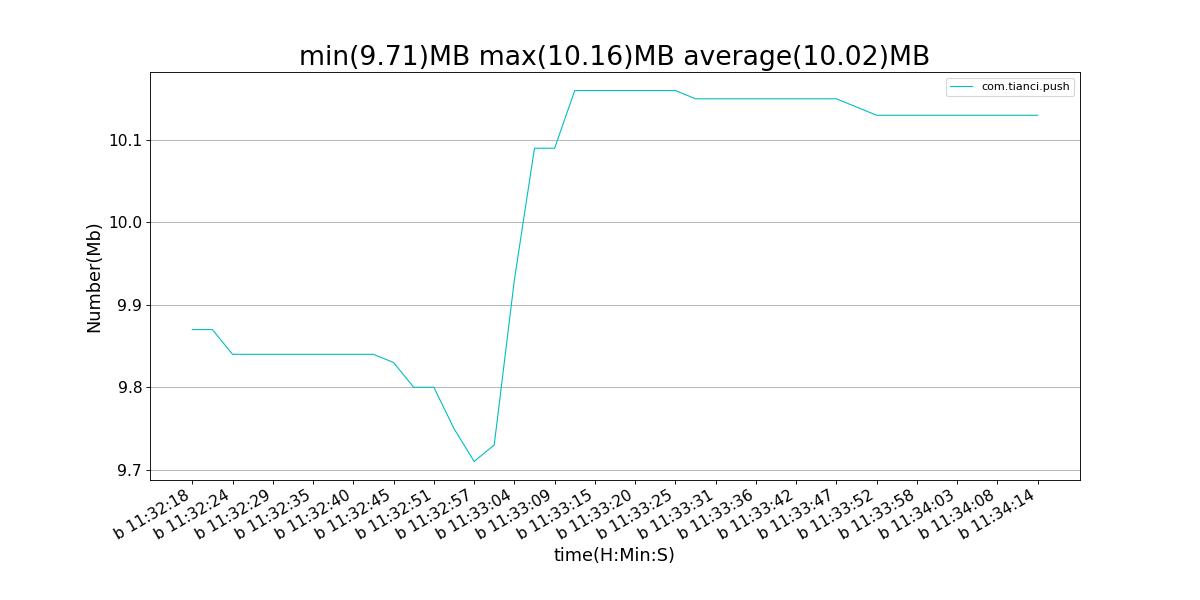 min(9.71)MB max(10.16)MB average(10.02)MB
com.tianci.push
Number(Mb)
10.1
10.0
9.9
9.8
9.7
b 11:32:18
b 11:32:24
b 11:32:29
b 11:32:35
b 11:32:40
b 11:32:45
b 11:32:51
b 11:32:57
b 11:33:04
b 11:33:09
b 11:33:15
b 11:33:20
b 11:33:25
b 11:33:31
b 11:33:36
b 11:33:42
b 11:33:47
b 11:33:52
b 11:33:58
b 11:34:03
b 11:34:08
b 11:34:14
time(H:Min:S)